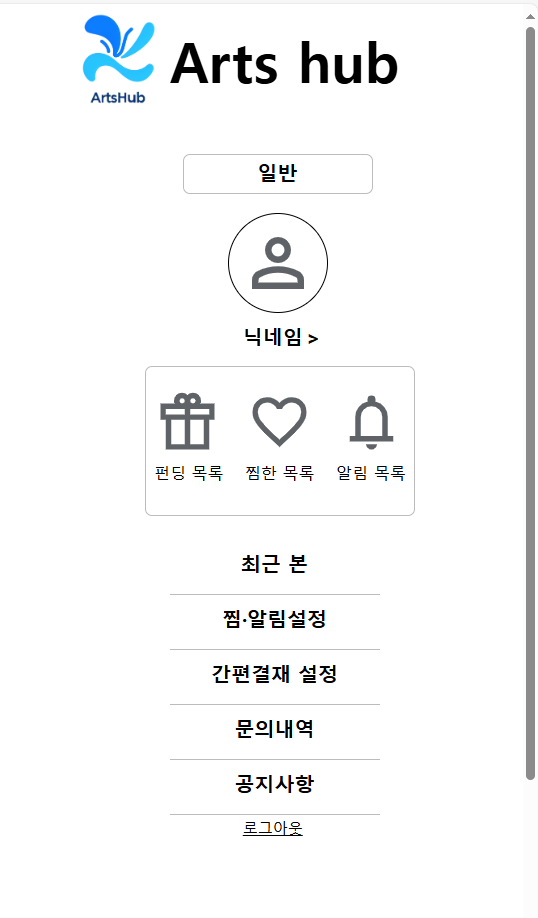 ArtsHub
Arts hub
일반
닉네임 >
펀딩 목록 찜한 목록 알림 목록
최근 본
찜·알림설정
간편결재 설정
문의내역
공지사항
로그아웃